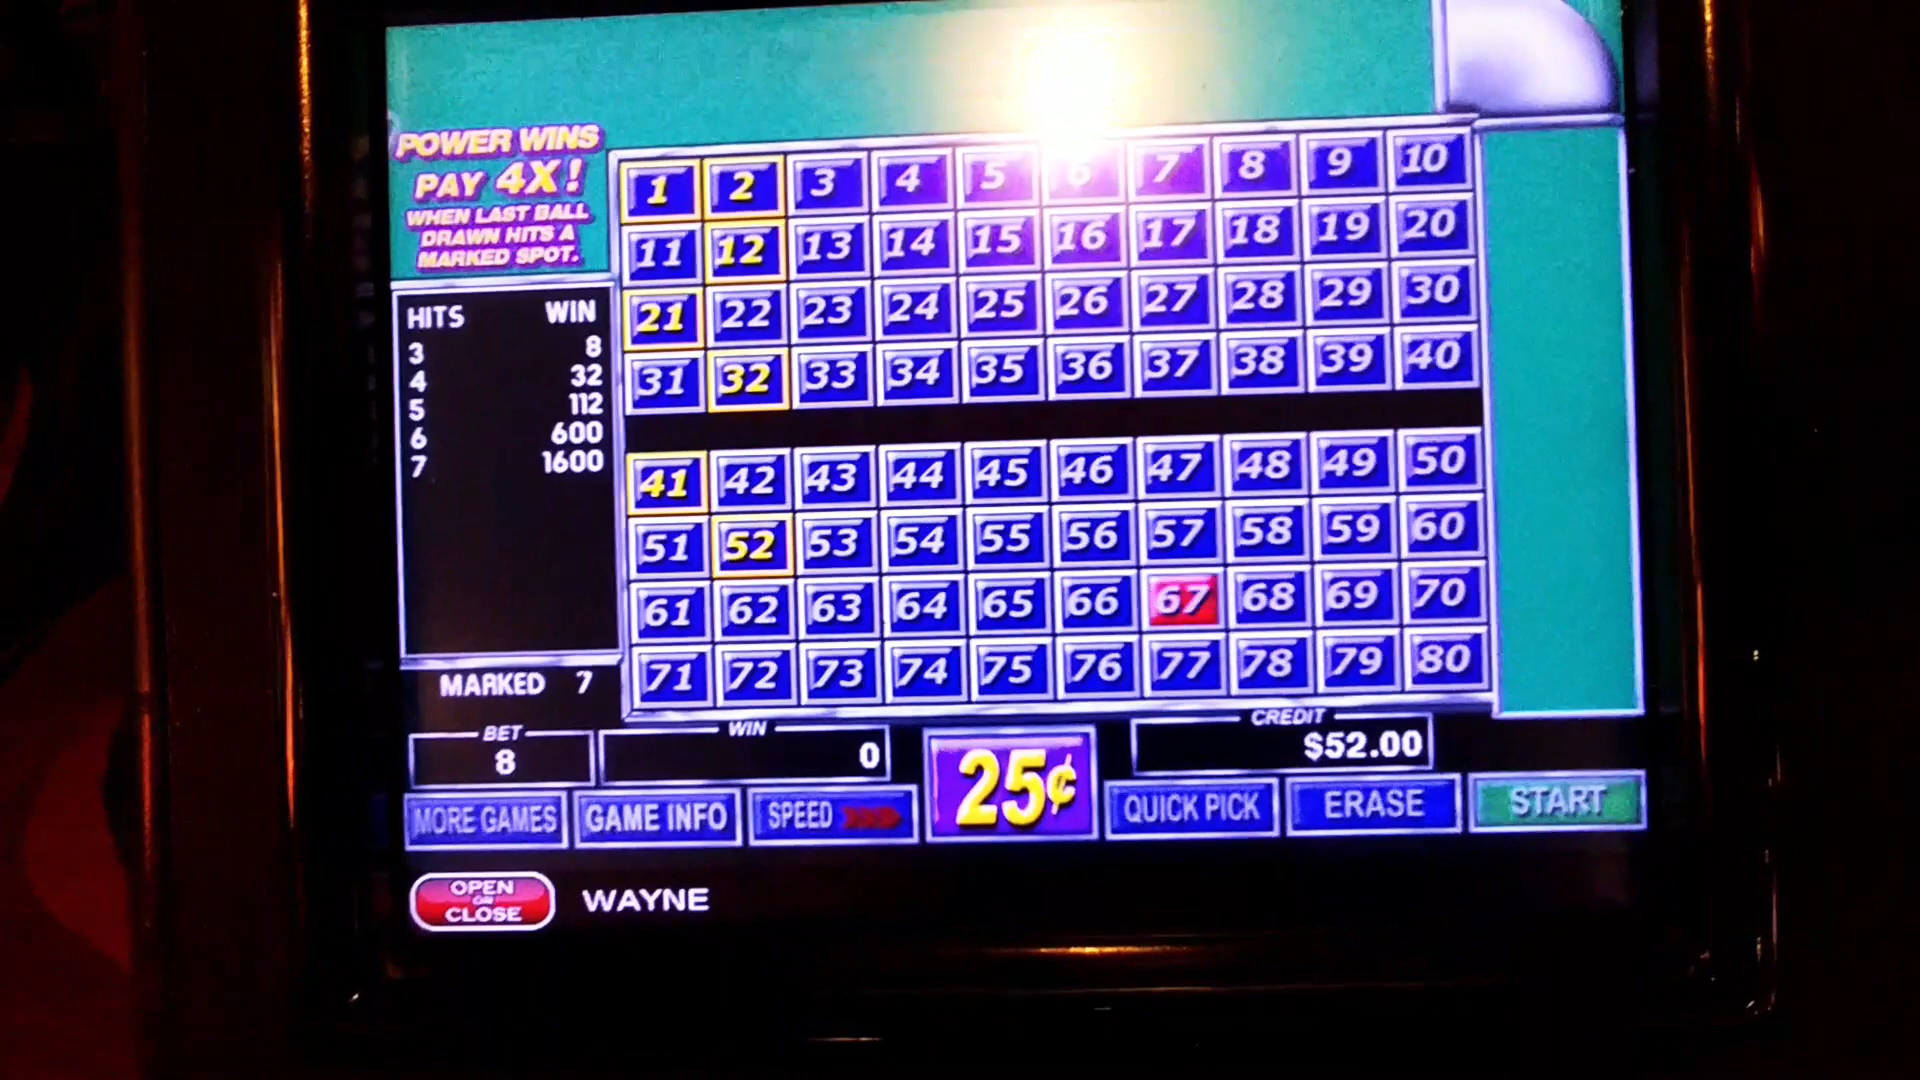 POWER WINS
PAY 4X!
WHEN LAST BALL
DRAWN HITS A
MARKED SPOT.
HITS WIN
3 8
4 32
5 112
6 600
7 1600
MARKED 7
1 2 3 4 5 6 7 8 9 10
11 12 13 14 15 16 17 18 19 20
21 22 23 24 25 26 27 28 29 30
31 32 33 34 35 36 37 38 39 40
41 42 43 44 45 46 47 48 49 50
51 52 53 54 55 56 57 58 59 60
61 62 63 64 65 66 67 68 69 70
71 72 73 74 75 76 77 78 79 80
BET
8
WIN
0
25¢
CREDIT
$52.00
MORE GAMES
GAME INFO
SPEED
QUICK PICK
ERASE
START
OPEN
OR
CLOSE
WAYNE